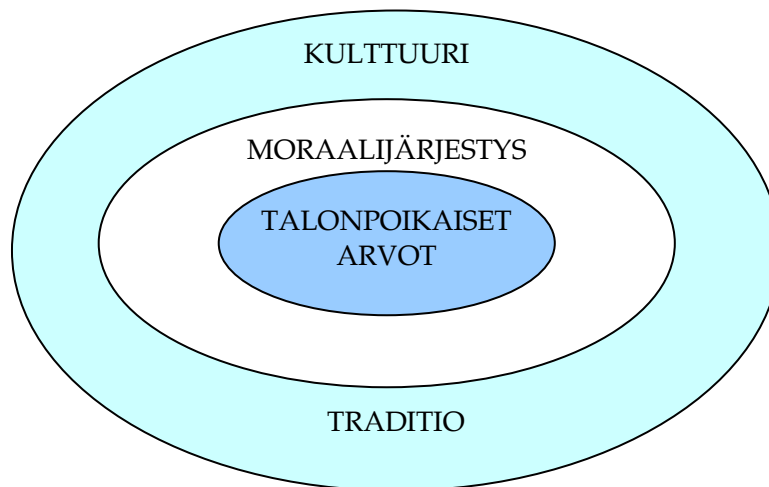 KULTTUURI
MORAALIJÄRJESTYS
TALONPOIKAISET
ARVOT
TRADITIO